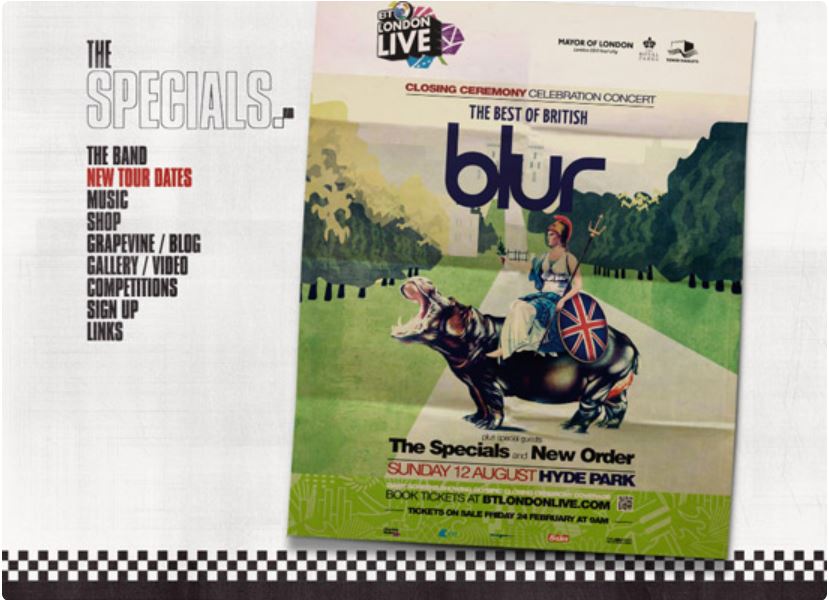 THE
SPECIALS.
THE BAND
NEW TOUR DATES
MUSIC
SHOP
GRAPEVINE / BLOG
GALLERY / VIDEO
COMPETITIONS
SIGN UP
LINKS
BT
LONDON
LIVE
MAYOR OF LONDON
CLOSING CEREMONY CELEBRATION CONCERT
THE BEST OF BRITISH
blur
plus special guests
The Specials and New Order
SUNDAY 12 AUGUST HYDE PARK
BOOK TICKETS AT BTLONDONLIVE.COM
TICKETS ON SALE FRIDAY 24 FEBRUARY AT 9AM